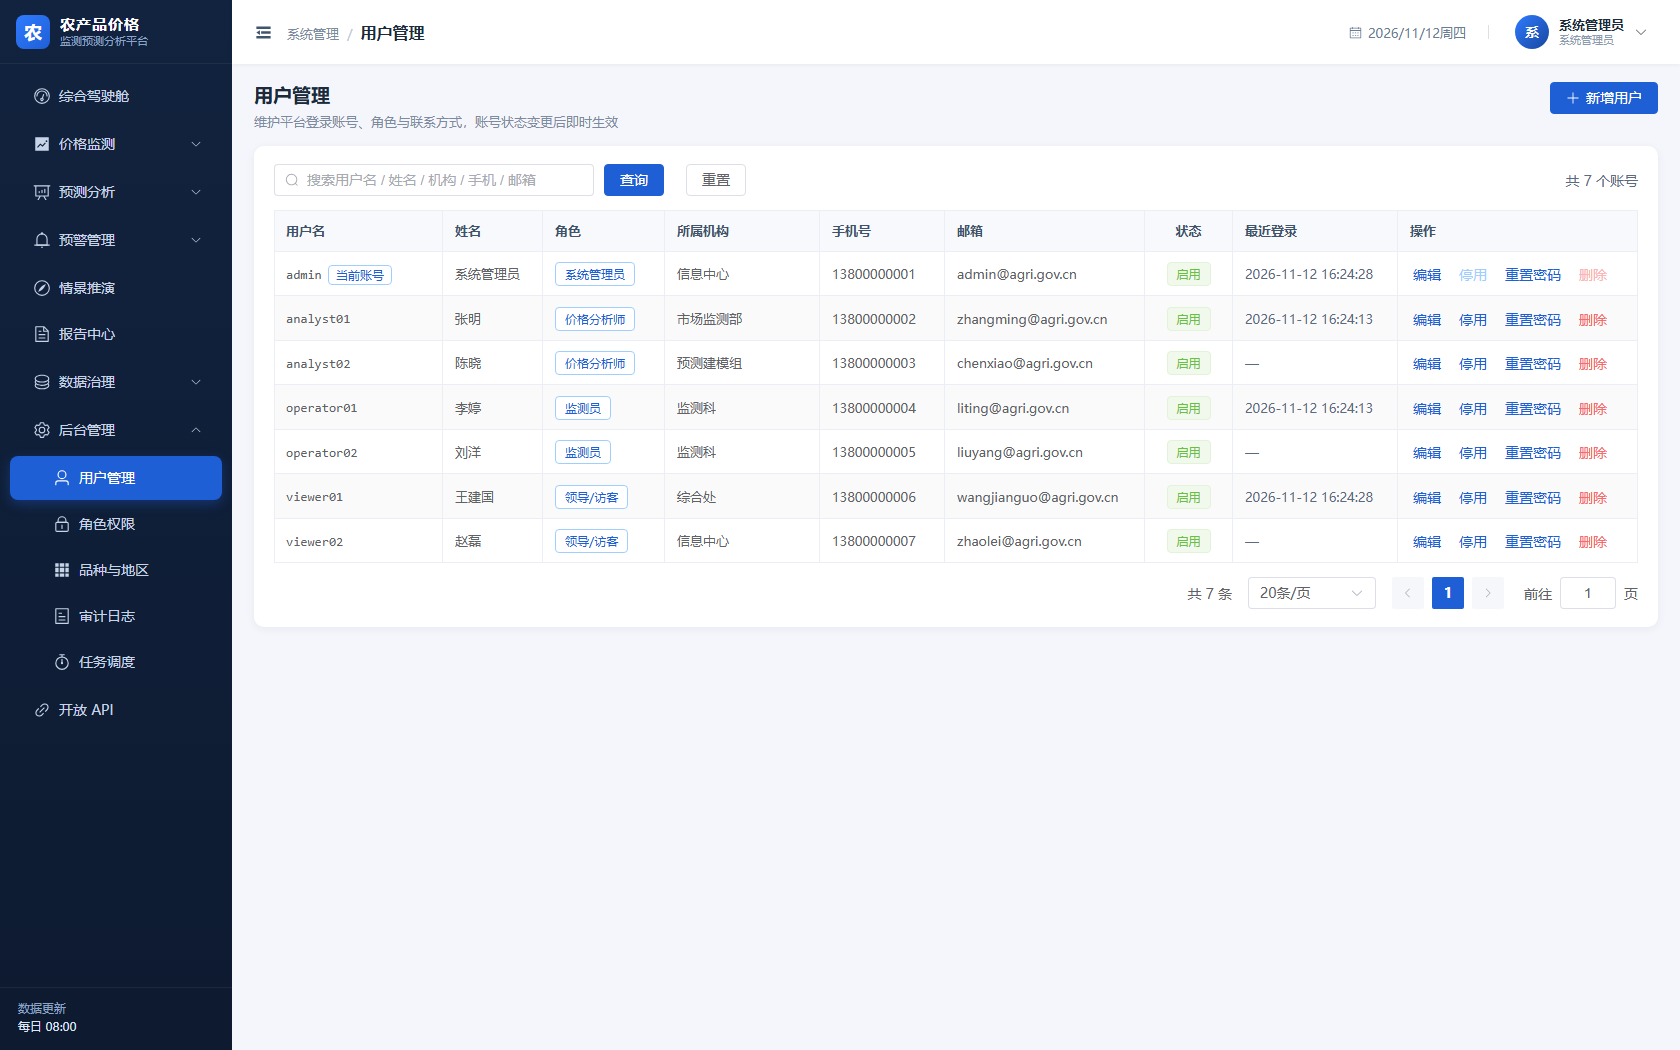 农 农产品价格
监测预测分析平台
综合驾驶舱
价格监测
预测分析
预警管理
情景推演
报告中心
数据治理
后台管理
用户管理
角色权限
品种与地区
审计日志
任务调度
开放 API
数据更新
每日 08:00
系统管理 / 用户管理
2026/11/12周四
系 系统管理员
系统管理员
用户管理
维护平台登录账号、角色与联系方式，账号状态变更后即时生效
+ 新增用户
搜索用户名 / 姓名 / 机构 / 手机 / 邮箱 查询 重置 共 7 个账号
用户名 姓名 角色 所属机构 手机号 邮箱 状态 最近登录 操作
admin 当前账号 系统管理员 系统管理员 信息中心 13800000001 admin@agri.gov.cn 启用 2026-11-12 16:24:28 编辑 停用 重置密码 删除
analyst01 张明 价格分析师 市场监测部 13800000002 zhangming@agri.gov.cn 启用 2026-11-12 16:24:13 编辑 停用 重置密码 删除
analyst02 陈晓 价格分析师 预测建模组 13800000003 chenxiao@agri.gov.cn 启用 — 编辑 停用 重置密码 删除
operator01 李婷 监测员 监测科 13800000004 liting@agri.gov.cn 启用 2026-11-12 16:24:13 编辑 停用 重置密码 删除
operator02 刘洋 监测员 监测科 13800000005 liuyang@agri.gov.cn 启用 — 编辑 停用 重置密码 删除
viewer01 王建国 领导/访客 综合处 13800000006 wangjianguo@agri.gov.cn 启用 2026-11-12 16:24:28 编辑 停用 重置密码 删除
viewer02 赵磊 领导/访客 信息中心 13800000007 zhaolei@agri.gov.cn 启用 — 编辑 停用 重置密码 删除
共 7 条 20条/页 1 前往 1 页